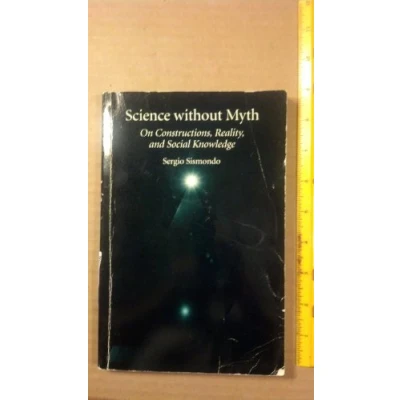 Science without Myth
On Constructions, Reality,
and Social Knowledge
Sergio Sismondo